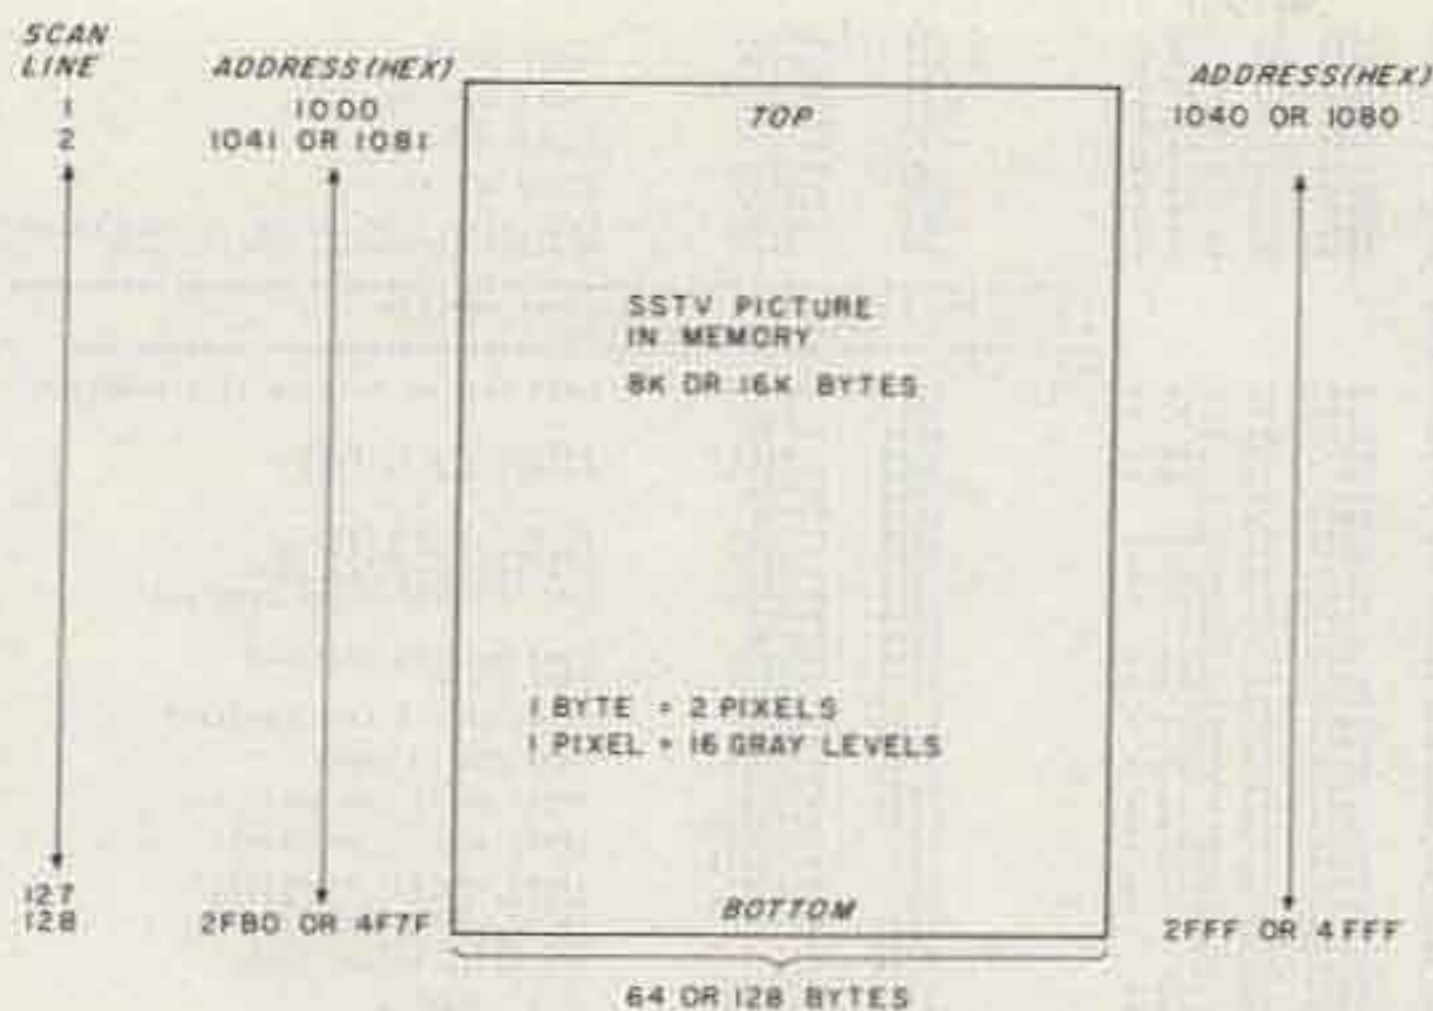 SCAN
LINE
ADDRESS(HEX)
ADDRESS(HEX)
1
1000
TOP
1040 OR 1080
2
1041 OR 1081
SSTV PICTURE
IN MEMORY
8K OR 16K BYTES
1 BYTE = 2 PIXELS
1 PIXEL = 16 GRAY LEVELS
127
128
2FB0 OR 4F7F
BOTTOM
2FFF OR 4FFF
64 OR 128 BYTES